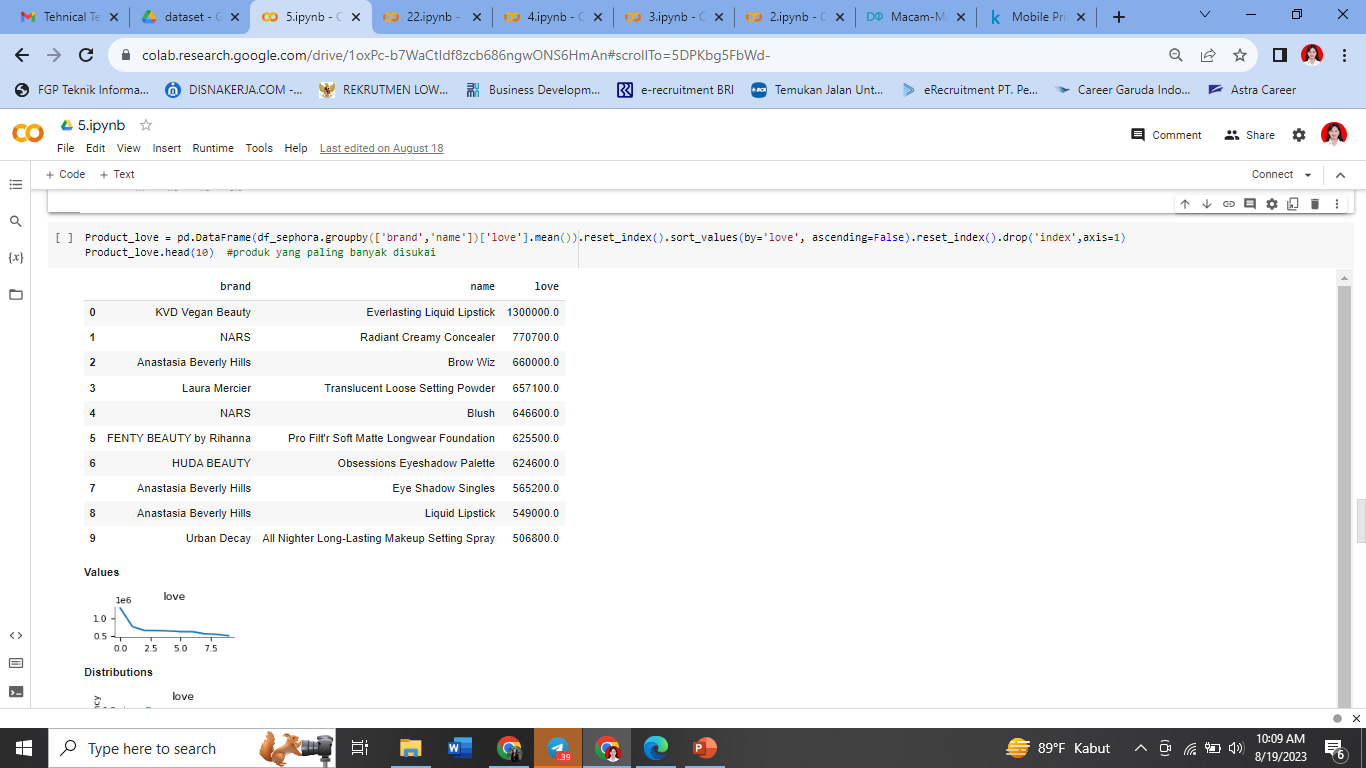 Tehnical Te
dataset - G
5.ipynb - C
22.ipynb -
4.ipynb - C
3.ipynb - C
2.ipynb - C
Macam-M
Mobile Pri
colab.research.google.com/drive/1oxPc-b7WaCtIdf8zcb686ngwONS6HmAn#scrollTo=5DPKbg5FbWd-
FGP Teknik Informa...
DISNAKERJA.COM -...
REKRUTMEN LOW...
Business Developm...
e-recruitment BRI
Temukan Jalan Unt...
eRecruitment PT. Pe...
Career Garuda Indo...
Astra Career
5.ipynb
Comment
Share
File Edit View Insert Runtime Tools Help Last edited on August 18
+ Code + Text
Connect
[ ] Product_love = pd.DataFrame(df_sephora.groupby(['brand','name'])['love'].mean()).reset_index().sort_values(by='love', ascending=False).reset_index().drop('index',axis=1)
Product_love.head(10) #produk yang paling banyak disukai
brand name love
0 KVD Vegan Beauty Everlasting Liquid Lipstick 1300000.0
1 NARS Radiant Creamy Concealer 770700.0
2 Anastasia Beverly Hills Brow Wiz 660000.0
3 Laura Mercier Translucent Loose Setting Powder 657100.0
4 NARS Blush 646600.0
5 FENTY BEAUTY by Rihanna Pro Filt'r Soft Matte Longwear Foundation 625500.0
6 HUDA BEAUTY Obsessions Eyeshadow Palette 624600.0
7 Anastasia Beverly Hills Eye Shadow Singles 565200.0
8 Anastasia Beverly Hills Liquid Lipstick 549000.0
9 Urban Decay All Nighter Long-Lasting Makeup Setting Spray 506800.0
Values
1e6 love
1.0
0.5
0.0 2.5 5.0 7.5
Distributions
love
Type here to search
.39
89°F Kabut
10:09 AM
8/19/2023
6